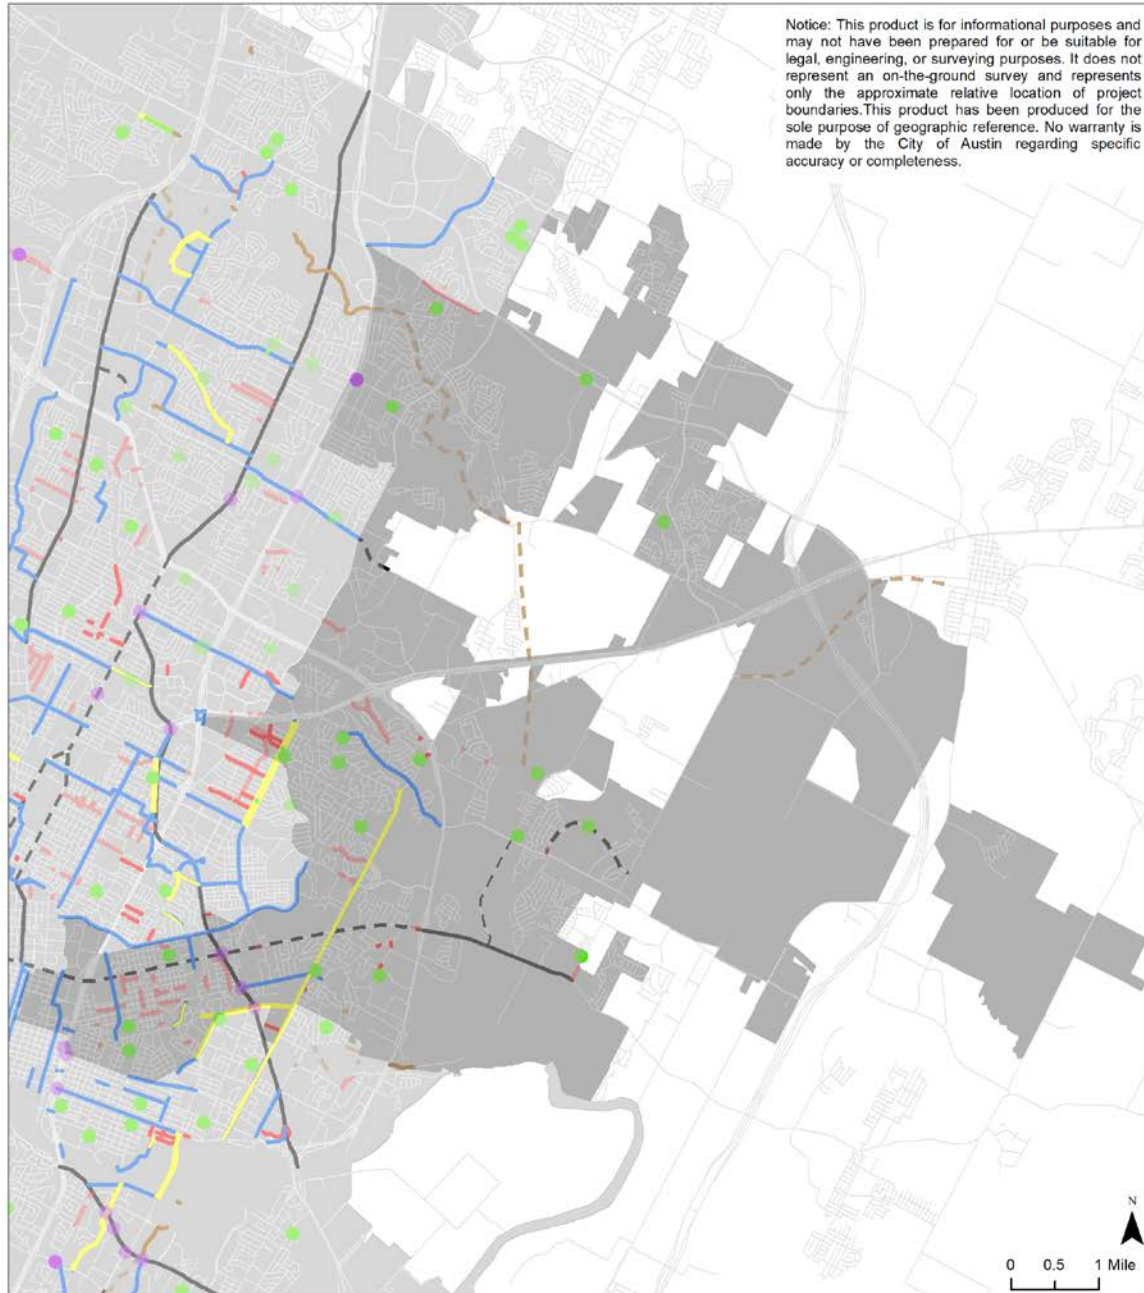 Notice: This product is for informational purposes and
may not have been prepared for or be suitable for
legal, engineering, or surveying purposes. It does not
represent an on-the-ground survey and represents
only the approximate relative location of project
boundaries.This product has been produced for the
sole purpose of geographic reference. No warranty is
made by the City of Austin regarding specific
accuracy or completeness.
N
0 0.5 1 Mile